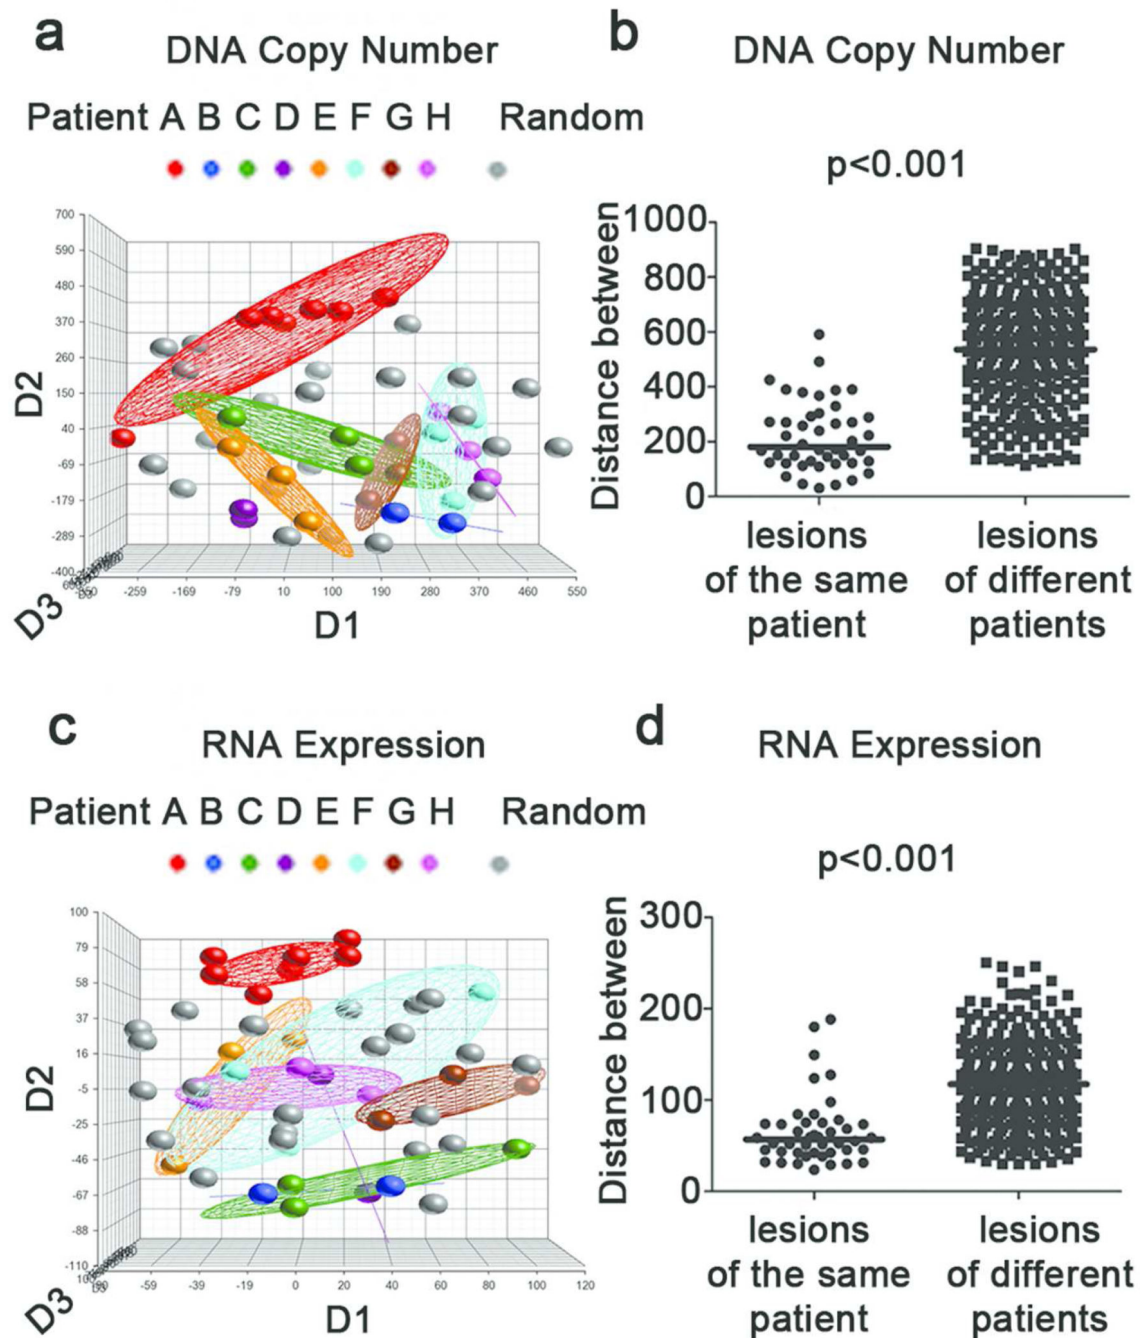 a
DNA Copy Number
Patient A B C D E F G H Random
700
590
480
370
260
150
40
-69
-179
-289
-400
D2
-259 -169 -79 10 100 190 280 370 460 550
D3
D1
b
DNA Copy Number
p<0.001
Distance between
1000
800
600
400
200
0
lesions
of the same
patient
lesions
of different
patients
c
RNA Expression
Patient A B C D E F G H Random
100
79
58
37
16
-5
-25
-46
-67
-88
-110
D2
-59 -39 -19 0 20 40 60 80 100 120
D3
D1
d
RNA Expression
p<0.001
Distance between
300
200
100
0
lesions
of the same
patient
lesions
of different
patients